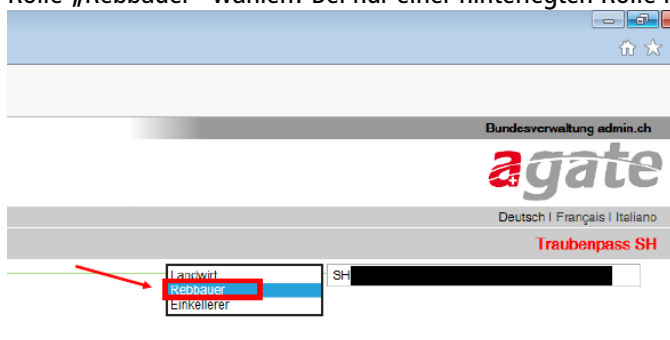 Rolle „Rebbauer“ wählen. Bei nur einer hinterlegten Rolle
Bundesverwaltung admin.ch
agate
Deutsch I Français I Italiano
Traubenpass SH
Landwirt
SH
Rebbauer
Einkellerer